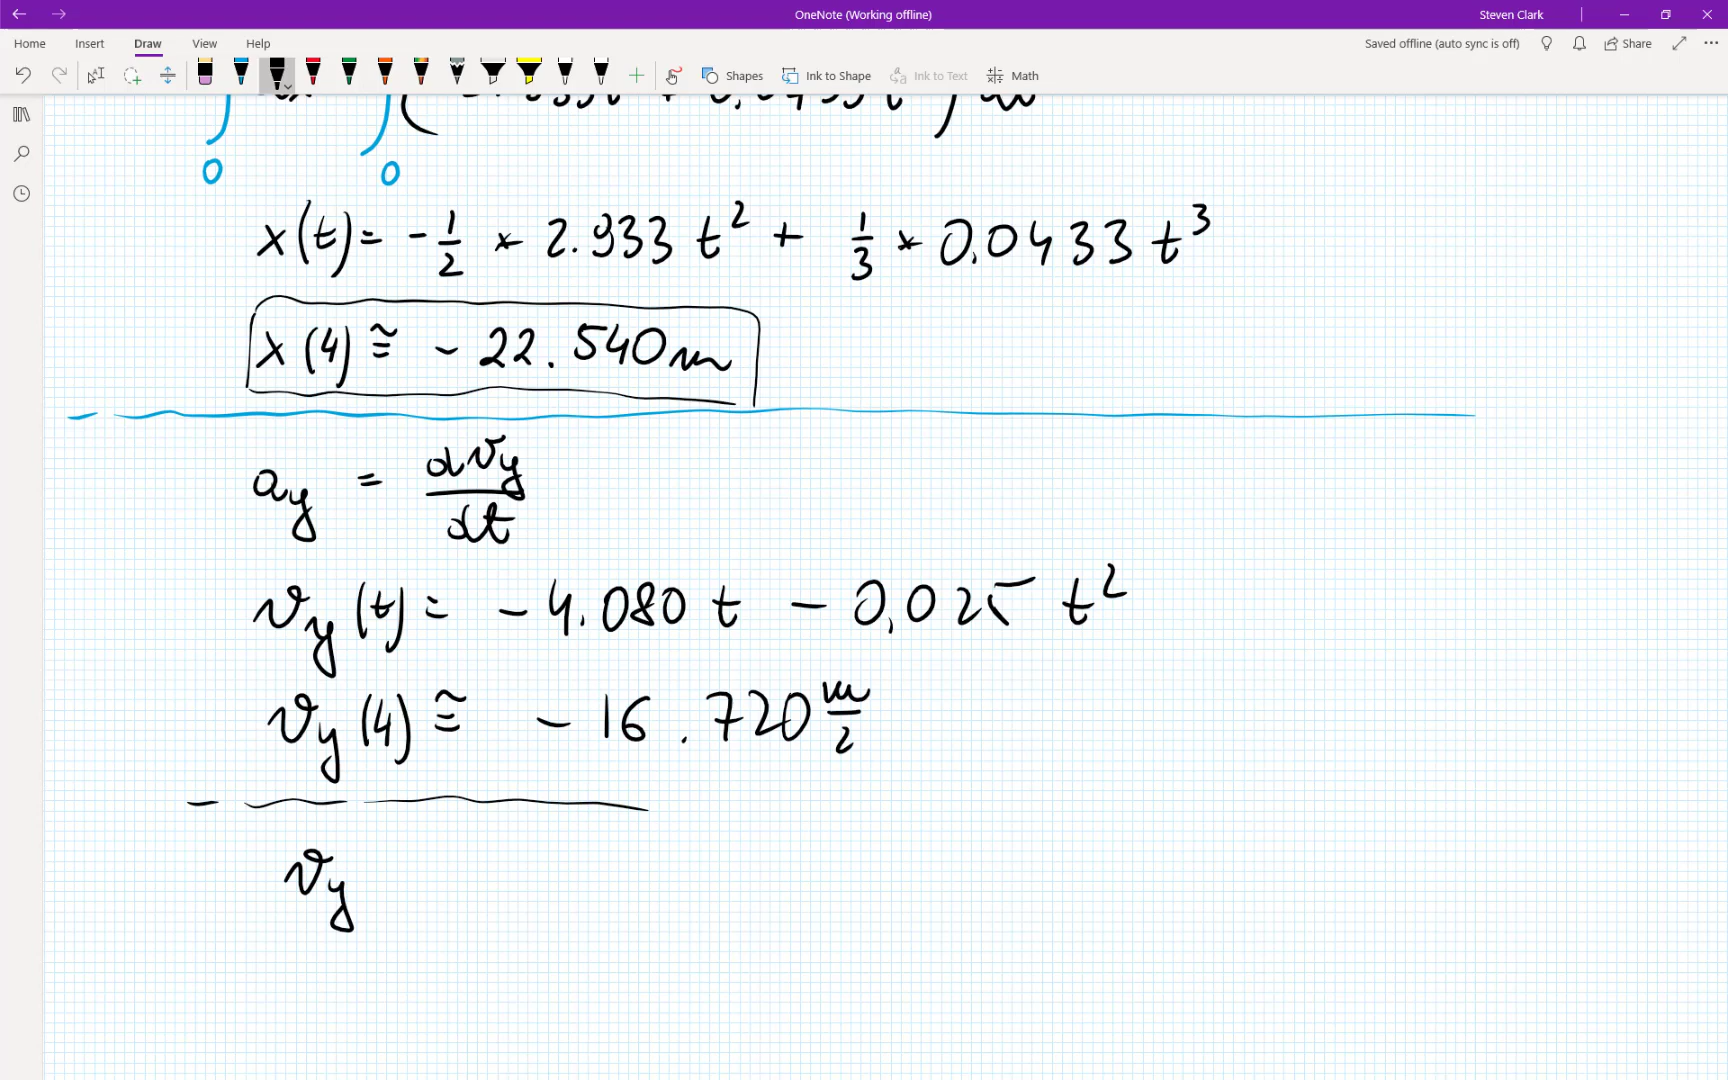 OneNote (Working offline)
Steven Clark
Home Insert Draw View Help
Saved offline (auto sync is off)
Share
Shapes
Ink to Shape
Ink to Text
Math
0 0
x(t) = - 1/2 * 2.933 t² + 1/3 * 0.0433 t³
x(4) ≅ - 22.540 m
a_y = dv_y/dt
v_y(t) = - 4.080 t - 0.025 t²
v_y(4) ≅ - 16.720 m/2
v_y